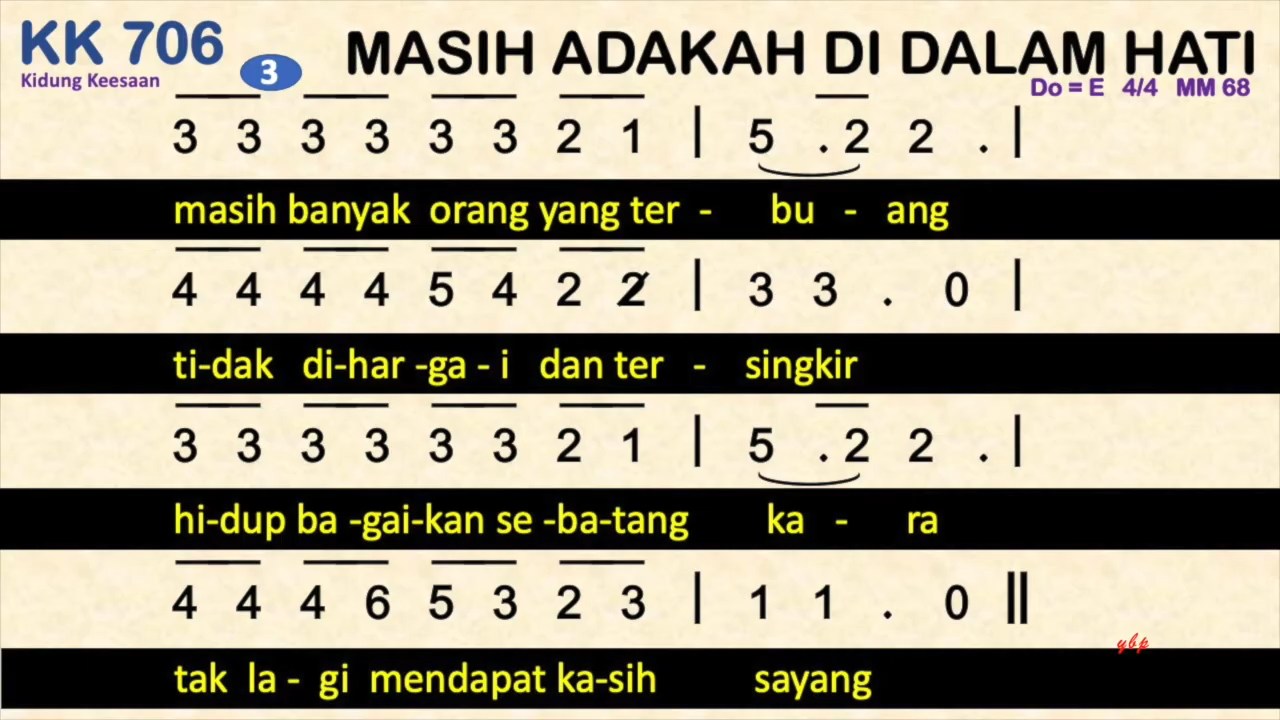 KK 706 3 MASIH ADAKAH DI DALAM HATI
Kidung Keesaan Do = E 4/4 MM 68
3 3 3 3 3 3 2 1 | 5 . 2 2 . |
masih banyak orang yang ter - bu - ang
4 4 4 4 5 4 2 2̸ | 3 3 . 0 |
ti-dak di-har -ga - i dan ter - singkir
3 3 3 3 3 3 2 1 | 5 . 2 2 . |
hi-dup ba -gai-kan se -ba-tang ka - ra
4 4 4 6 5 3 2 3 | 1 1 . 0 ||
ybp
tak la - gi mendapat ka-sih sayang